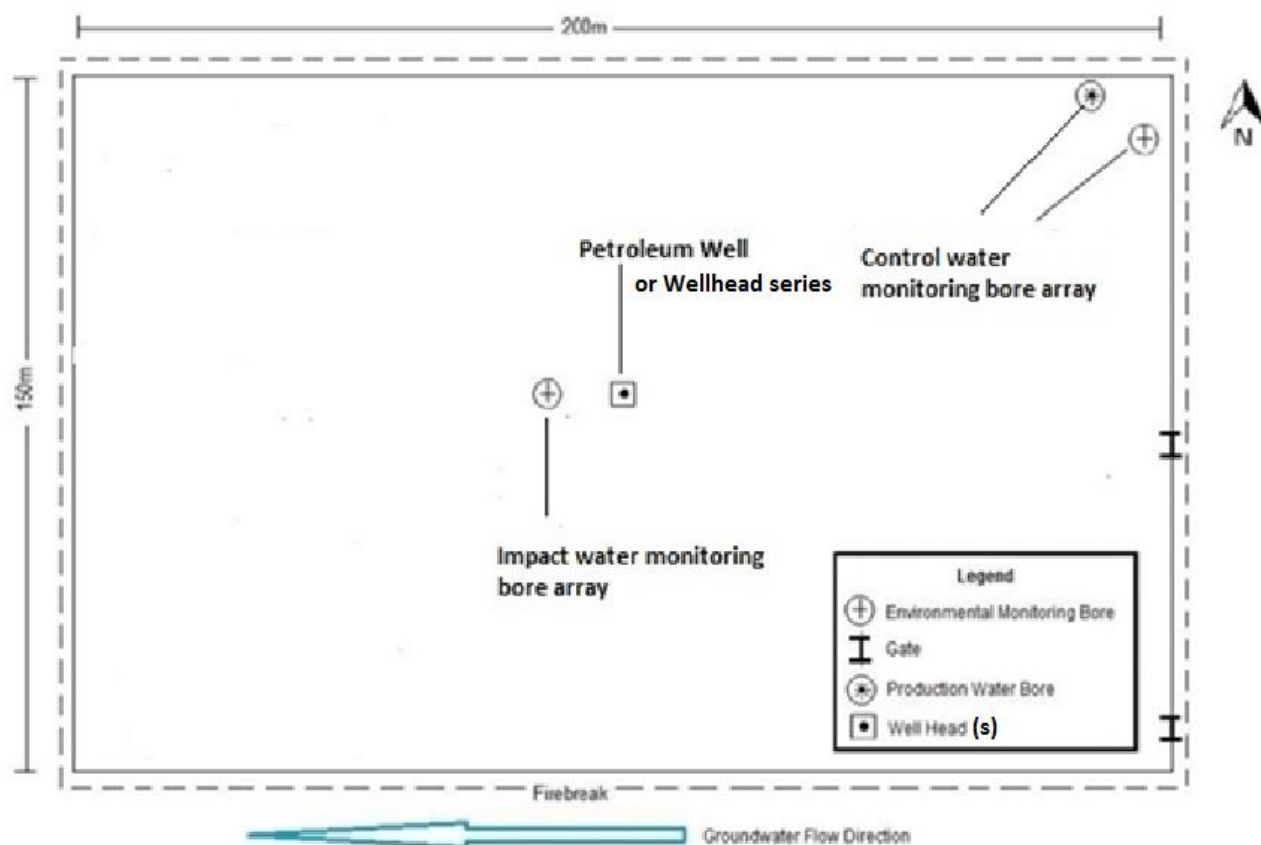 200m
N
150m
Petroleum Well
or Wellhead series
Control water
monitoring bore array
Impact water monitoring
bore array
Legend
Environmental Monitoring Bore
Gate
Production Water Bore
Well Head (s)
Firebreak
Groundwater Flow Direction